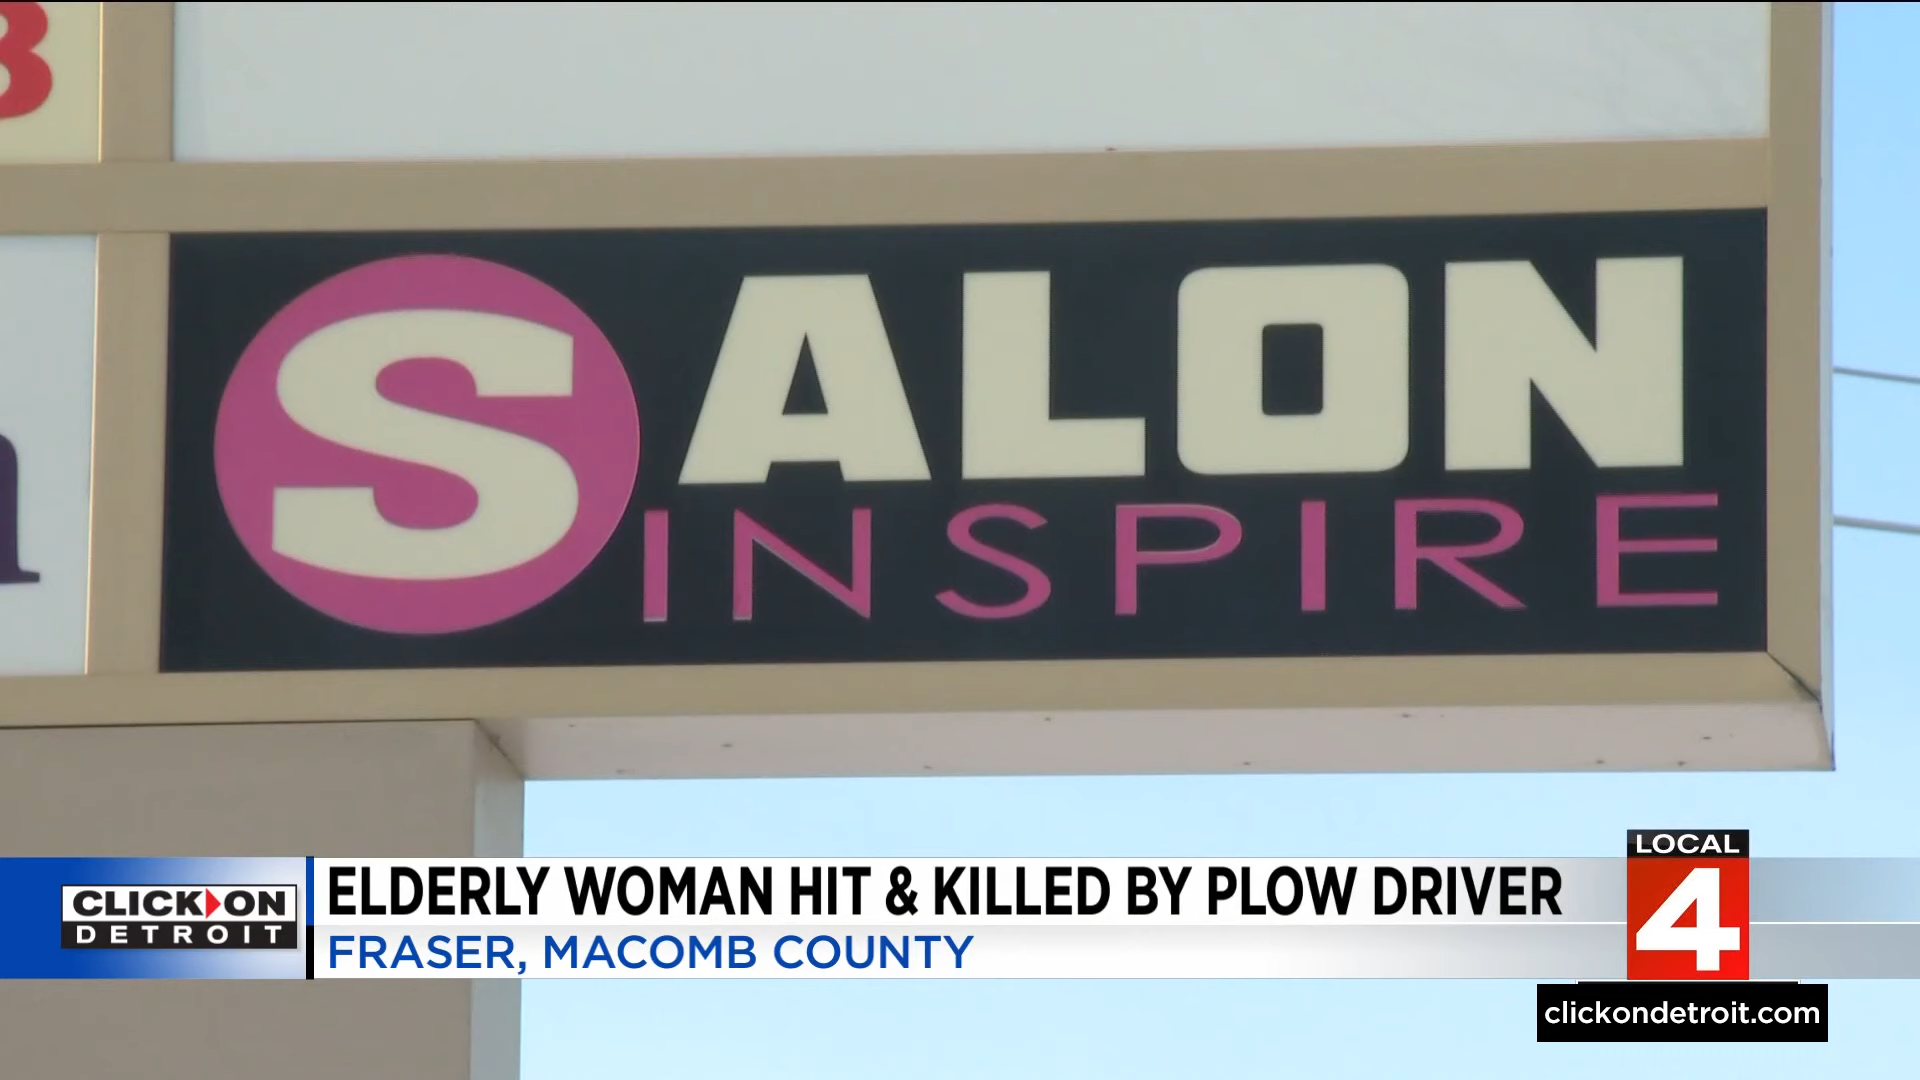 SALON
INSPIRE
CLICK ON
DETROIT
ELDERLY WOMAN HIT & KILLED BY PLOW DRIVER
FRASER, MACOMB COUNTY
LOCAL
4
clickondetroit.com